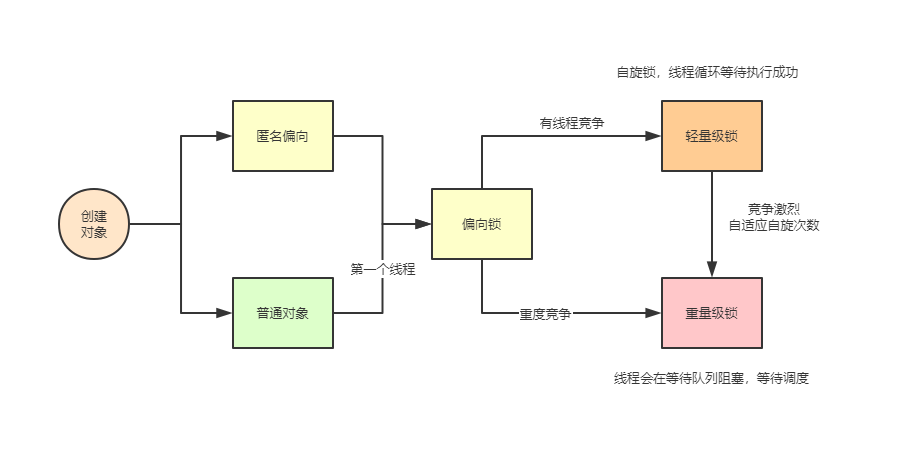 自旋锁，线程循环等待执行成功
匿名偏向
有线程竞争
轻量级锁
创建
对象
偏向锁
竞争激烈
自适应自旋次数
第一个线程
普通对象
重度竞争
重量级锁
线程会在等待队列阻塞，等待调度